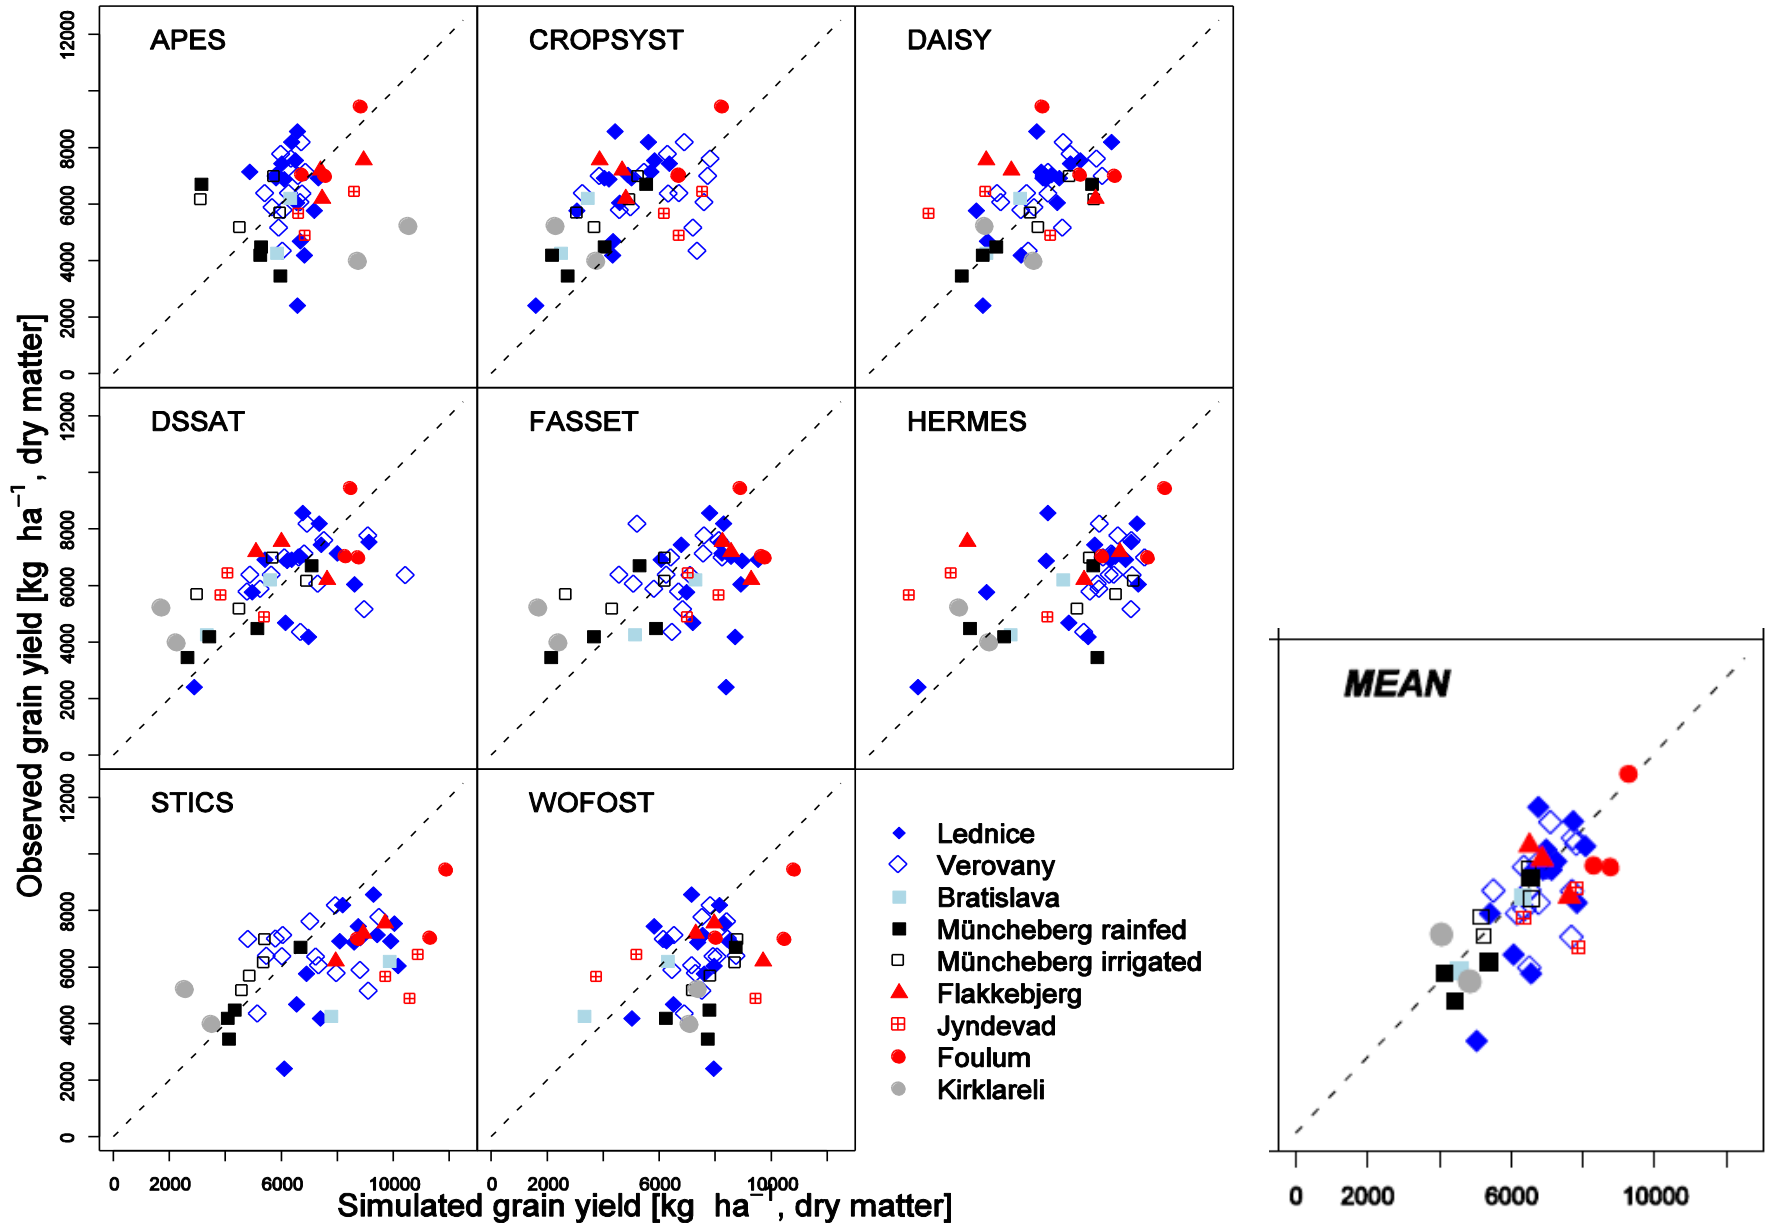 APES
CROPSYST
DAISY
0
2000
4000
6000
8000
12000
DSSAT
FASSET
HERMES
0
2000
4000
6000
8000
12000
STICS
WOFOST
0
2000
4000
6000
8000
12000
Observed grain yield [kg ha⁻¹, dry matter]
Lednice
Verovany
Bratislava
Müncheberg rainfed
Müncheberg irrigated
Flakkebjerg
Jyndevad
Foulum
Kirklareli
0 2000 6000 10000
0 2000 6000 10000
Simulated grain yield [kg ha⁻¹, dry matter]
MEAN
0 2000 6000 10000